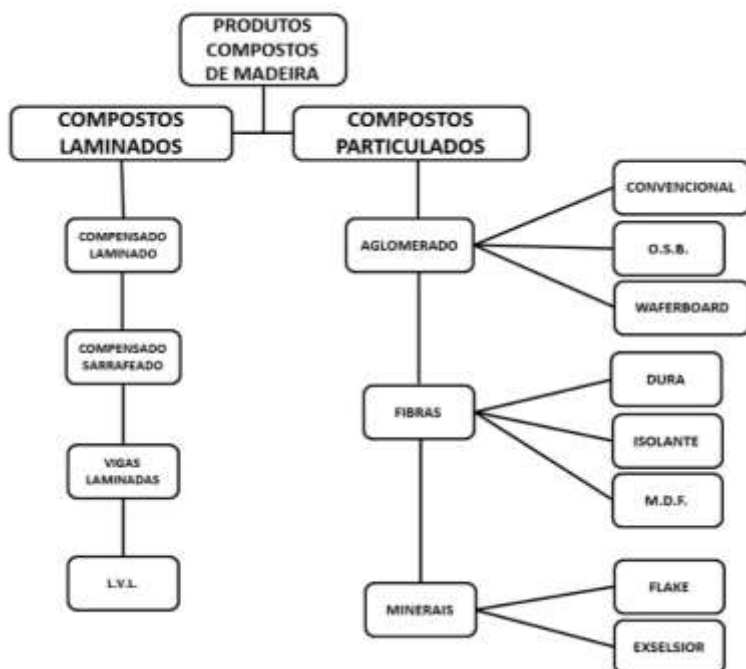 PRODUTOS
COMPOSTOS
DE MADEIRA
COMPOSTOS
LAMINADOS
COMPOSTOS
PARTICULADOS
COMPENSADO
LAMINADO
COMPENSADO
SARRAFEADO
VIGAS
LAMINADAS
L.V.L.
AGLOMERADO
CONVENCIONAL
O.S.B.
WAFERBOARD
FIBRAS
DURA
ISOLANTE
M.D.F.
MINERAIS
FLAKE
EXSELSIOR